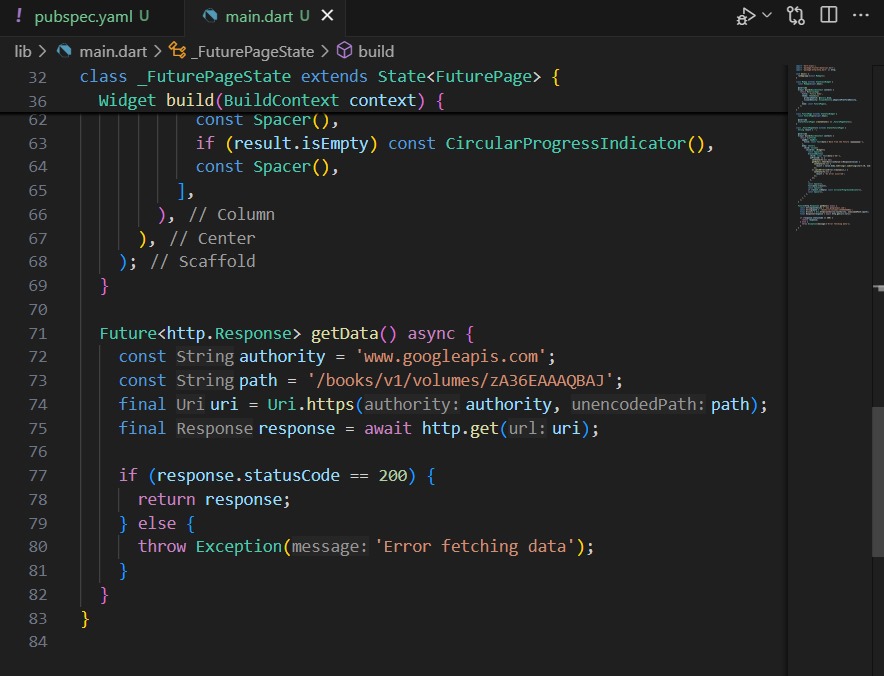 pubspec.yaml U
main.dart U
lib > main.dart > _FuturePageState > build
32 class _FuturePageState extends State<FuturePage> {
36 Widget build(BuildContext context) {
62 const Spacer(),
63 if (result.isEmpty) const CircularProgressIndicator(),
64 const Spacer(),
65 ],
66 ), // Column
67 ), // Center
68 ); // Scaffold
69 }
70
71 Future<http.Response> getData() async {
72 const String authority = 'www.googleapis.com';
73 const String path = '/books/v1/volumes/zA36EAAAQBAJ';
74 final Uri uri = Uri.https(authority: authority, unencodedPath: path);
75 final Response response = await http.get(url: uri);
76
77 if (response.statusCode == 200) {
78 return response;
79 } else {
80 throw Exception(message: 'Error fetching data');
81 }
82 }
83 }
84